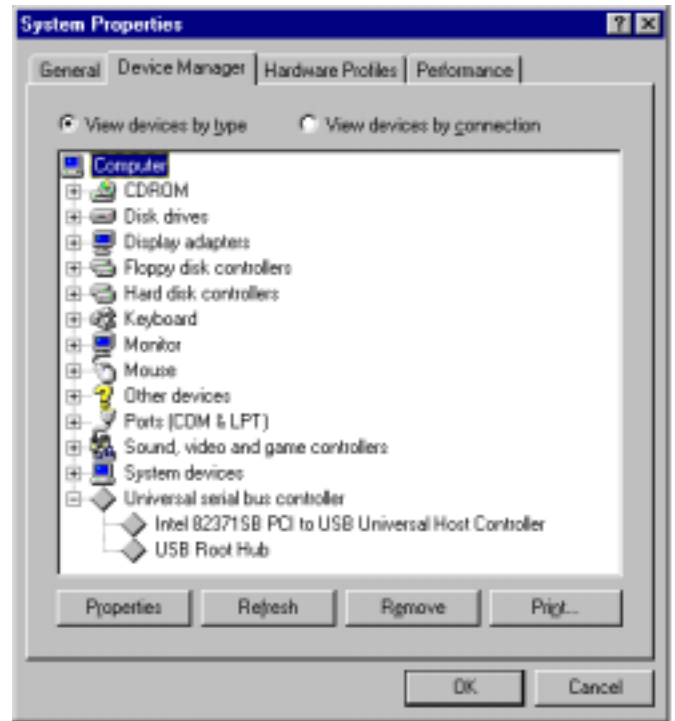 System Properties
General Device Manager Hardware Profiles Performance
View devices by type View devices by connection
Computer
CDROM
Disk drives
Display adapters
Floppy disk controllers
Hard disk controllers
Keyboard
Monitor
Mouse
Other devices
Ports (COM & LPT)
Sound, video and game controllers
System devices
Universal serial bus controller
Intel 82371SB PCI to USB Universal Host Controller
USB Root Hub
Properties Refresh Remove Print...
OK Cancel